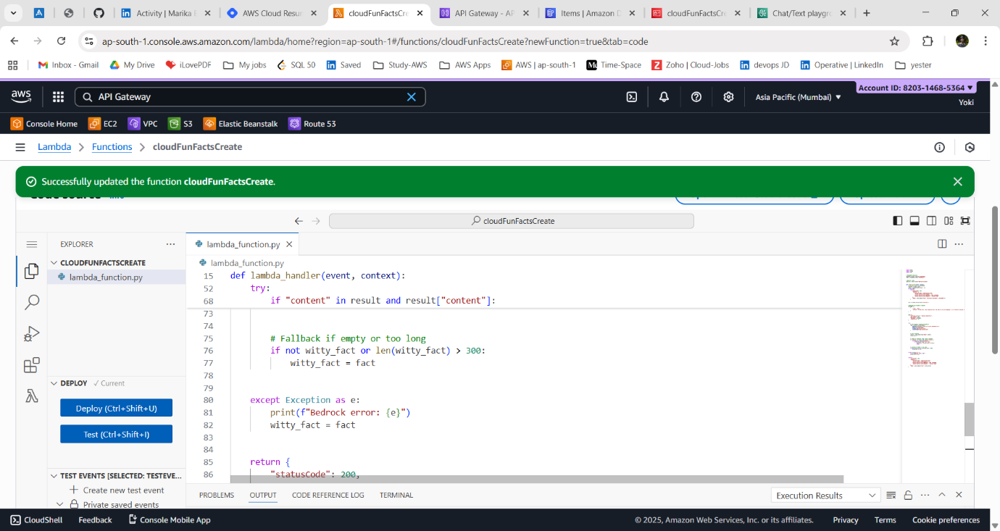 Activity | Marika B
AWS Cloud Resur
cloudFunFactsCre
API Gateway - AP
Items | Amazon D
cloudFunFactsCre
Chat/Text playgro
ap-south-1.console.aws.amazon.com/lambda/home?region=ap-south-1#/functions/cloudFunFactsCreate?newFunction=true&tab=code
Inbox - Gmail
My Drive
iLovePDF
My jobs
SQL 50
Saved
Study-AWS
AWS Apps
AWS | ap-south-1
Time-Space
Zoho | Cloud-Jobs
devops JD
Operative | LinkedIn
yester
aws
API Gateway
Asia Pacific (Mumbai)
Account ID: 8203-1468-5364
Yoki
Console Home
EC2
VPC
S3
Elastic Beanstalk
Route 53
Lambda
Functions
cloudFunFactsCreate
Successfully updated the function cloudFunFactsCreate.
cloudFunFactsCreate
EXPLORER
lambda_function.py
CLOUDFUNFACTSCREATE
lambda_function.py
lambda_function.py
15 def lambda_handler(event, context):
52 try:
68 if "content" in result and result["content"]:
73
74
75 # Fallback if empty or too long
76 if not witty_fact or len(witty_fact) > 300:
77 witty_fact = fact
78
79
80 except Exception as e:
81 print(f"Bedrock error: {e}")
82 witty_fact = fact
83
84
85 return {
86 "statusCode": 200,
DEPLOY ✓ Current
Deploy (Ctrl+Shift+U)
Test (Ctrl+Shift+I)
TEST EVENTS [SELECTED: TESTEVE...
Create new test event
Private saved events
PROBLEMS
OUTPUT
CODE REFERENCE LOG
TERMINAL
Execution Results
CloudShell
Feedback
Console Mobile App
© 2025, Amazon Web Services, Inc. or its affiliates.
Privacy
Terms
Cookie preferences